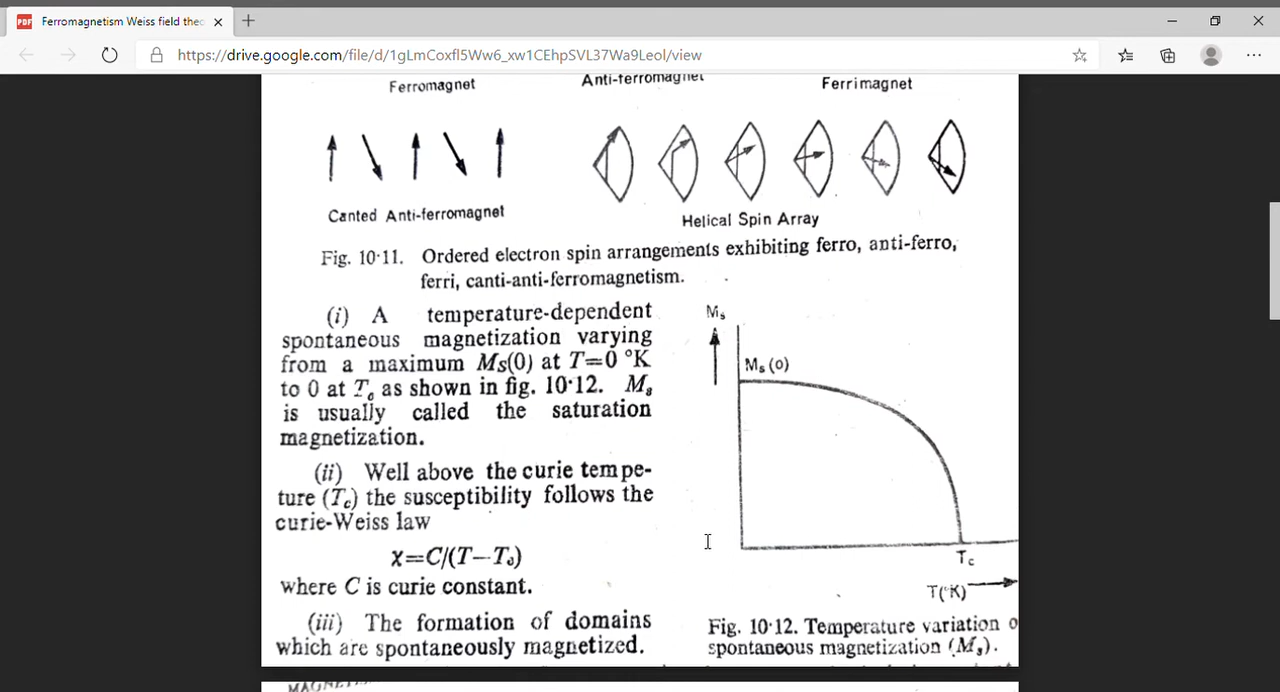 Ferromagnetism Weiss field theo
https://drive.google.com/file/d/1gLmCoxfl5Ww6_xw1CEhpSVL37Wa9Leol/view
Ferromagnet Anti-ferromagnet Ferrimagnet
Canted Anti-ferromagnet Helical Spin Array
Fig. 10·11. Ordered electron spin arrangements exhibiting ferro, anti-ferro,
ferri, canti-anti-ferromagnetism.
(i) A temperature-dependent
spontaneous magnetization varying
from a maximum Ms(0) at T=0 °K
to 0 at Tc as shown in fig. 10·12. Ms
is usually called the saturation
magnetization.
(ii) Well above the curie tempe-
ture (Tc) the susceptibility follows the
curie-Weiss law
χ=C/(T—Tc)
where C is curie constant.
(iii) The formation of domains
which are spontaneously magnetized.
Ms
Ms (0)
Tc
T(°K)
Fig. 10·12. Temperature variation o
spontaneous magnetization (Ms).